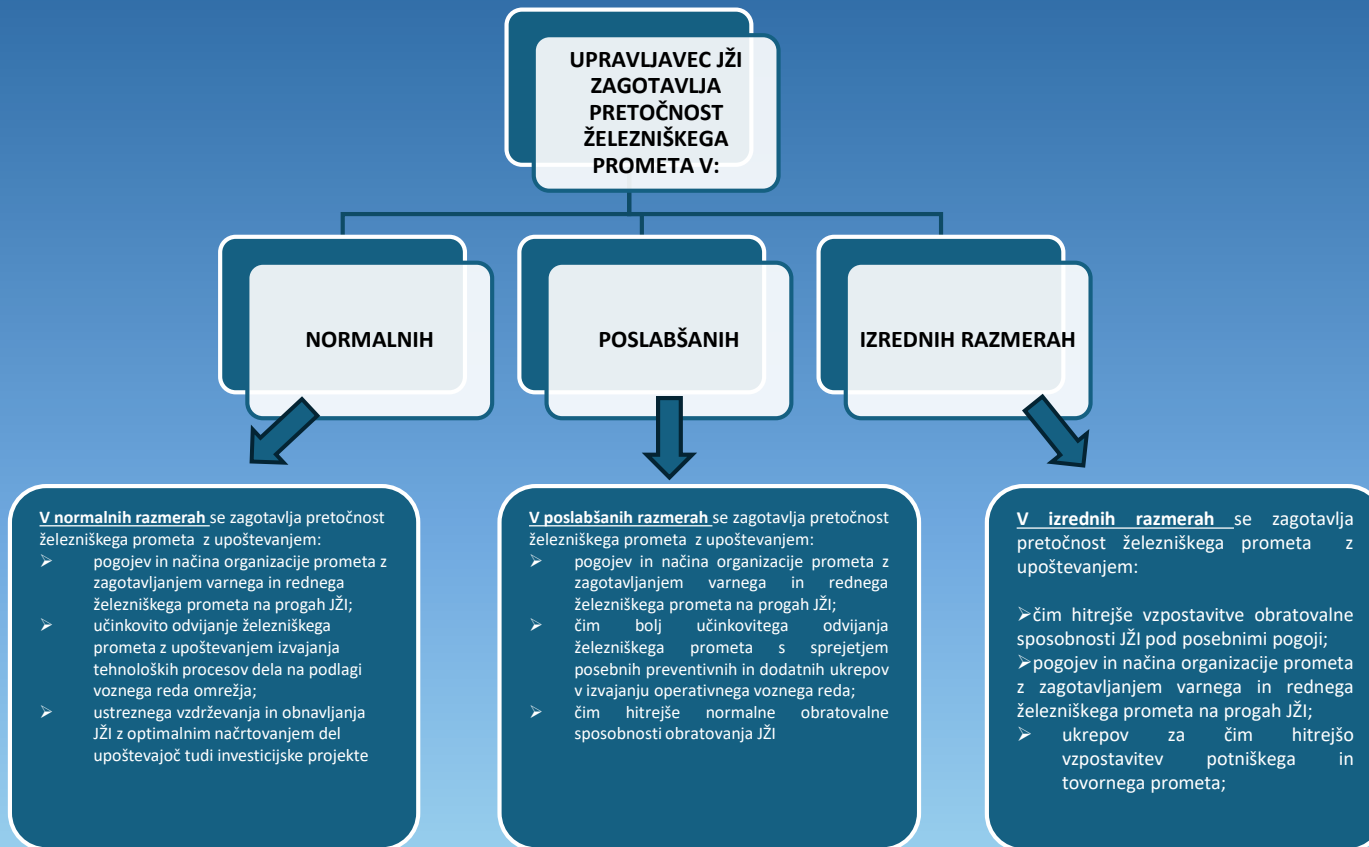 UPRAVLJAVEC JŽI
ZAGOTAVLJA
PRETOČNOST
ŽELEZNIŠKEGA
PROMETA V:
NORMALNIH
POSLABŠANIH
IZREDNIH RAZMERAH
V normalnih razmerah se zagotavlja pretočnost
železniškega prometa z upoštevanjem:
➢ pogojev in načina organizacije prometa z
zagotavljanjem varnega in rednega
železniškega prometa na progah JŽI;
➢ učinkovito odvijanje železniškega
prometa z upoštevanjem izvajanja
tehnoloških procesov dela na podlagi
voznega reda omrežja;
➢ ustreznega vzdrževanja in obnavljanja
JŽI z optimalnim načrtovanjem del
upoštevajoč tudi investicijske projekte
V poslabšanih razmerah se zagotavlja pretočnost
železniškega prometa z upoštevanjem:
➢ pogojev in načina organizacije prometa z
zagotavljanjem varnega in rednega
železniškega prometa na progah JŽI;
➢ čim bolj učinkovitega odvijanja
železniškega prometa s sprejetjem
posebnih preventivnih in dodatnih ukrepov
v izvajanju operativnega voznega reda;
➢ čim hitrejše normalne obratovalne
sposobnosti obratovanja JŽI
V izrednih razmerah se zagotavlja
pretočnost železniškega prometa z
upoštevanjem:
➢čim hitrejše vzpostavitve obratovalne
sposobnosti JŽI pod posebnimi pogoji;
➢pogojev in načina organizacije prometa
z zagotavljanjem varnega in rednega
železniškega prometa na progah JŽI;
➢ ukrepov za čim hitrejšo
vzpostavitev potniškega in
tovornega prometa;